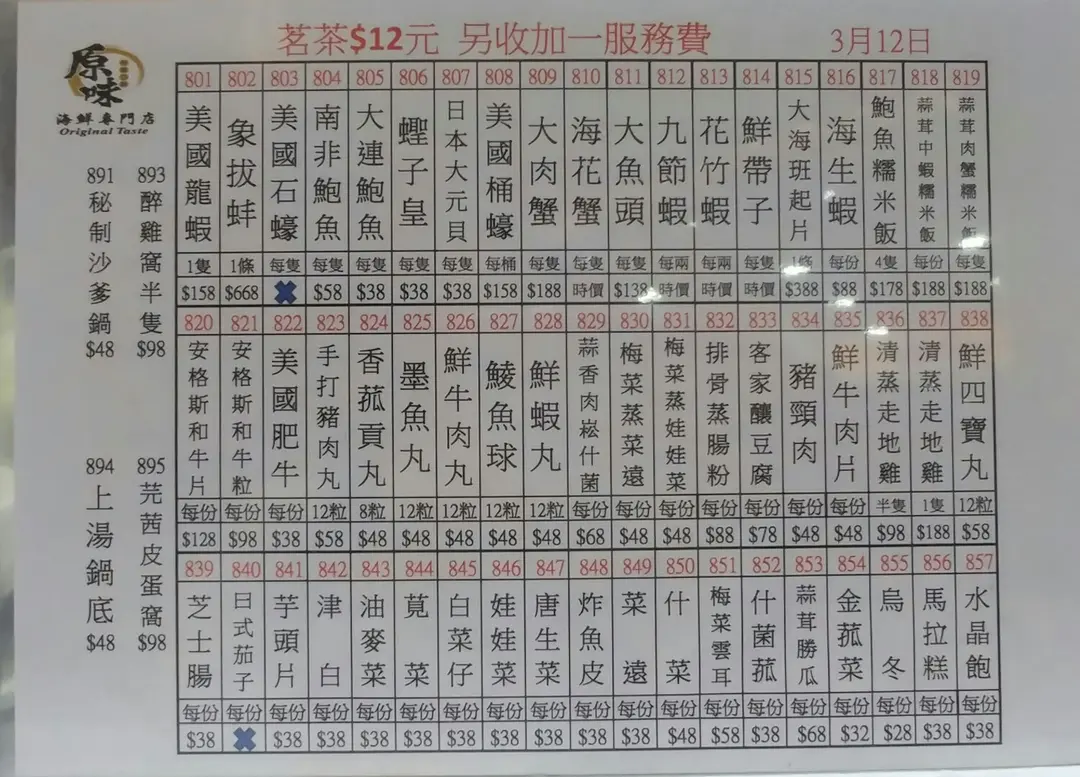 茗茶$12元 另收加一服務費 3月12日
原味
海鮮專門店
Original Taste
891 秘制沙爹鍋 $48
893 醉雞窩半隻 $98
894 上湯鍋底 $48
895 芫茜皮蛋窩 $98
801 美國龍蝦 1隻 $158
802 象拔蚌 1條 $668
803 美國石蠔 每隻 ✖
804 南非鮑魚 每隻 $58
805 大連鮑魚 每隻 $38
806 蟶子皇 每隻 $38
807 日本大元貝 每隻 $38
808 美國桶蠔 每桶 $158
809 大肉蟹 每隻 $188
810 海花蟹 每隻 時價
811 大魚頭 每隻 $138
812 九節蝦 每兩 時價
813 花竹蝦 每兩 時價
814 鮮帶子 每隻 時價
815 大海班起片 1條 $388
816 海生蝦 每份 $88
817 鮑魚糯米飯 4隻 $178
818 蒜茸中蝦糯米飯 每份 $188
819 蒜茸肉蟹糯米飯 每隻 $188
820 安格斯和牛片 每份 $128
821 安格斯和牛粒 每份 $98
822 美國肥牛 每份 $38
823 手打豬肉丸 12粒 $58
824 香菰貢丸 8粒 $48
825 墨魚丸 12粒 $48
826 鮮牛肉丸 12粒 $48
827 鯪魚球 12粒 $48
828 鮮蝦丸 12粒 $48
829 蒜香肉崧什菌 每份 $68
830 梅菜蒸菜遠 每份 $48
831 梅菜蒸娃娃菜 每份 $48
832 排骨蒸腸粉 每份 $88
833 客家釀豆腐 每份 $78
834 豬頸肉 每份 $48
835 鮮牛肉片 每份 $48
836 清蒸走地雞 半隻 $98
837 清蒸走地雞 1隻 $188
838 鮮四寶丸 12粒 $58
839 芝士腸 每份 $38
840 日式茄子 每份 ✖
841 芋頭片 每份 $38
842 津白 每份 $38
843 油麥菜 每份 $38
844 莧菜 每份 $38
845 白菜仔 每份 $38
846 娃娃菜 每份 $38
847 唐生菜 每份 $38
848 炸魚皮 每份 $38
849 菜遠 每份 $38
850 什菜 每份 $48
851 梅菜雲耳 每份 $58
852 什菌菰 每份 $38
853 蒜茸勝瓜 每份 $68
854 金菰菜 每份 $32
855 烏冬 每份 $28
856 馬拉糕 每份 $38
857 水晶飽 每份 $38